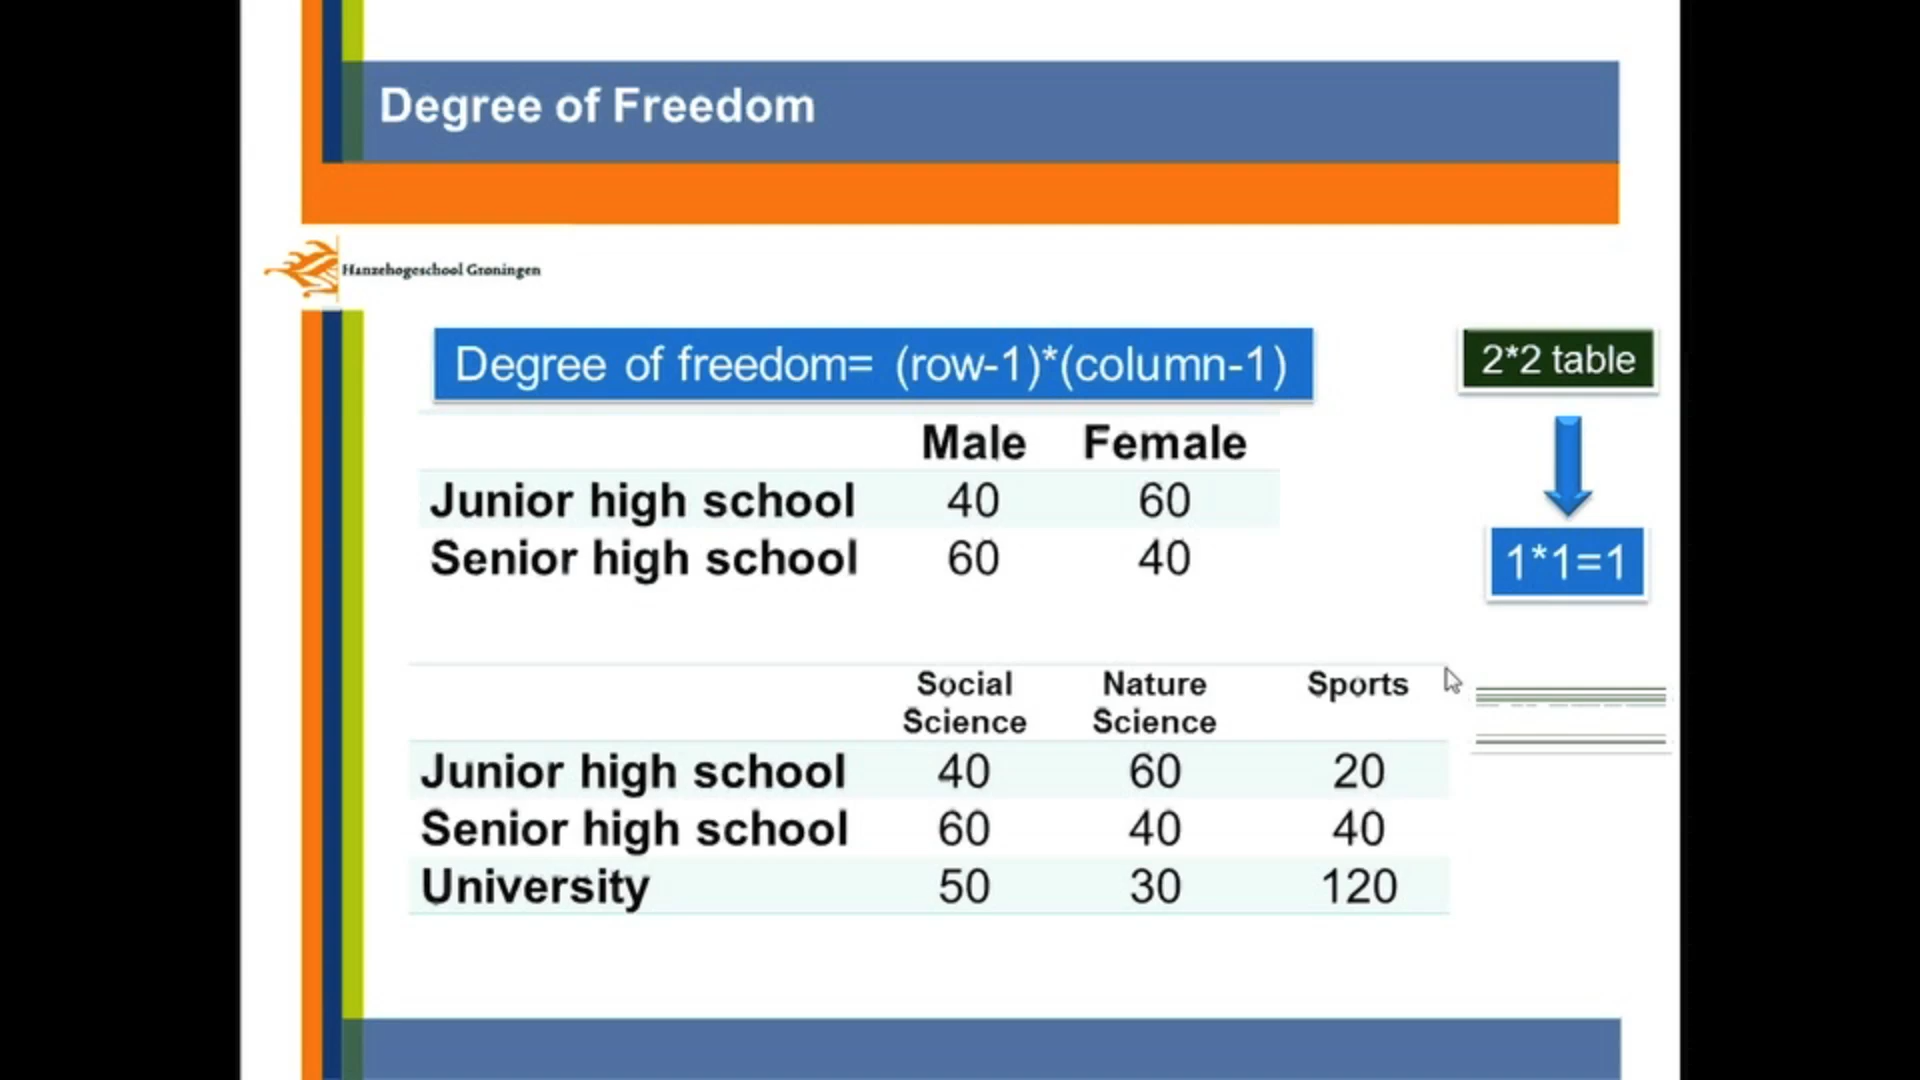 Degree of Freedom
Hanzehogeschool Groningen
Degree of freedom= (row-1)*(column-1)
2*2 table
Male Female
Junior high school 40 60
Senior high school 60 40
1*1=1
Social Nature Sports
Science Science
Junior high school 40 60 20
Senior high school 60 40 40
University 50 30 120